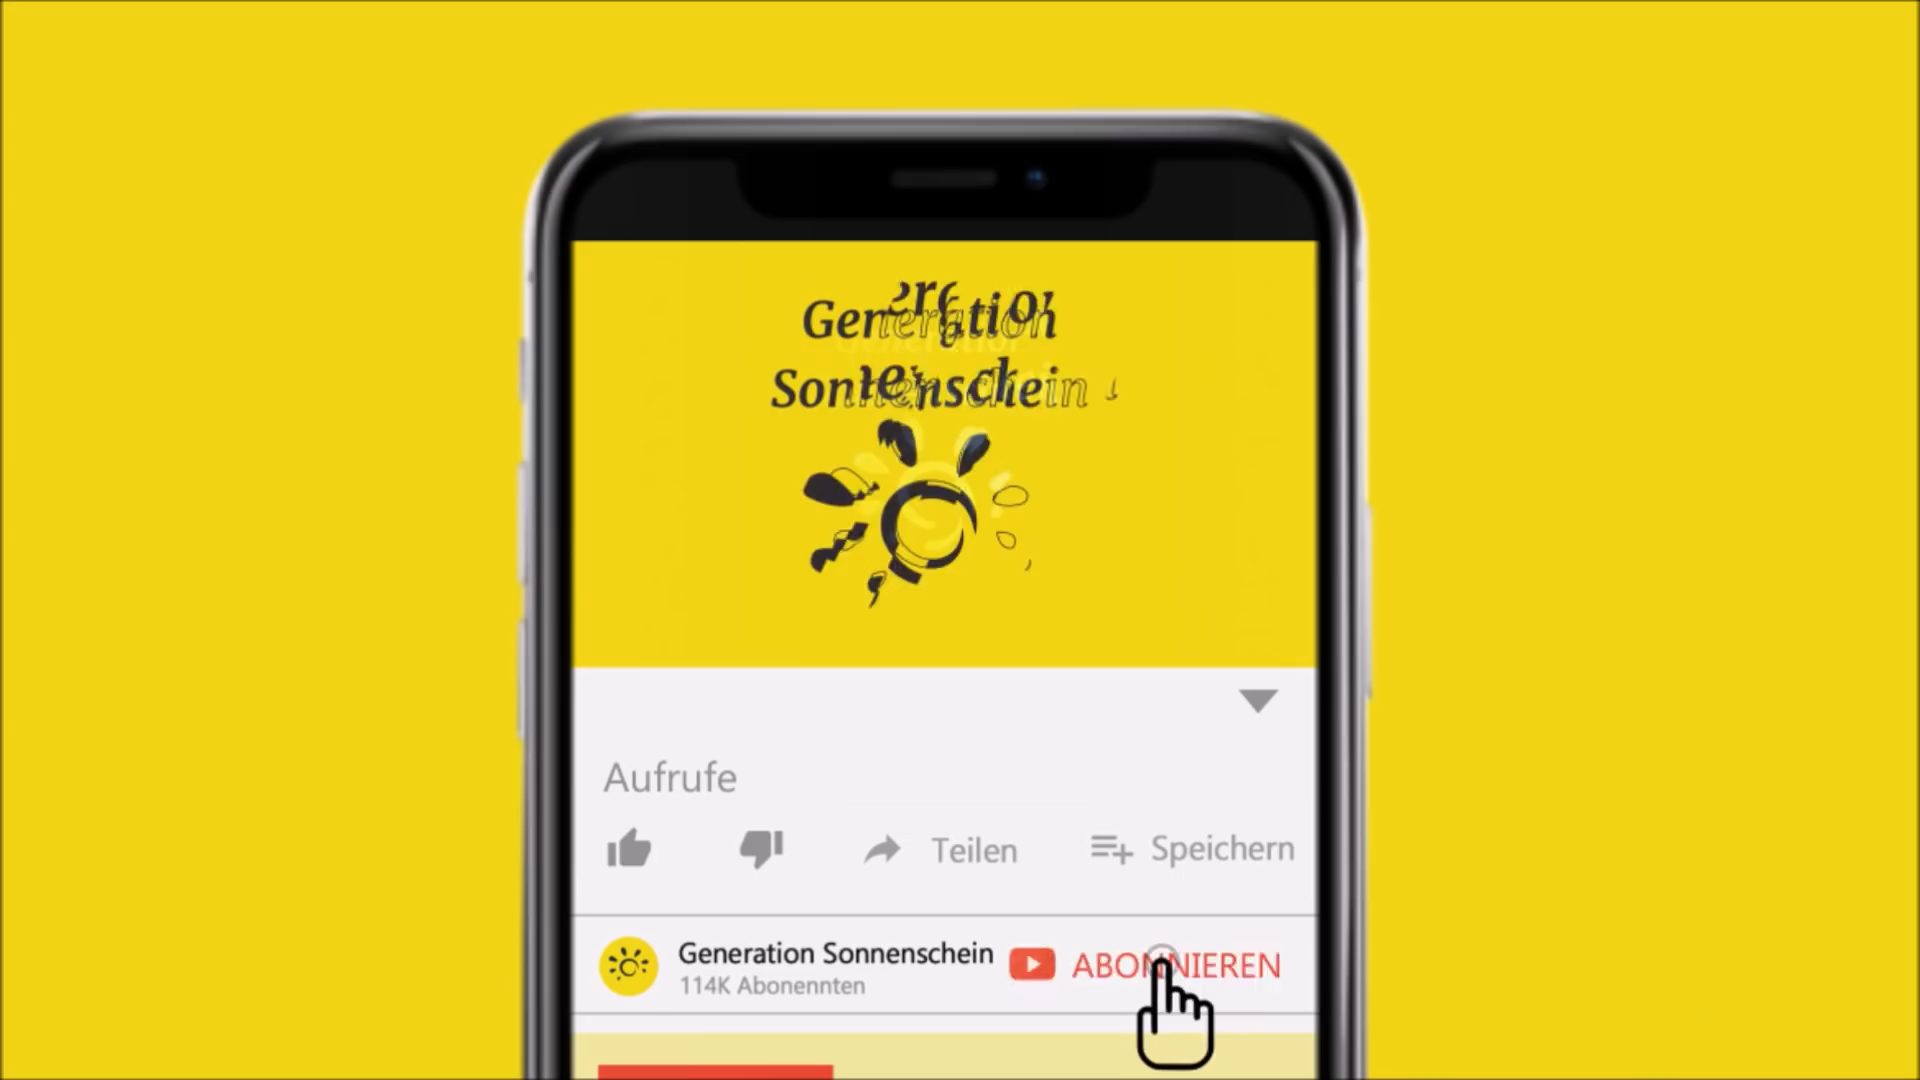 Generation
Sonnenschein
Aufrufe
Teilen
Speichern
Generation Sonnenschein
ABONNIEREN
114K Abonennten